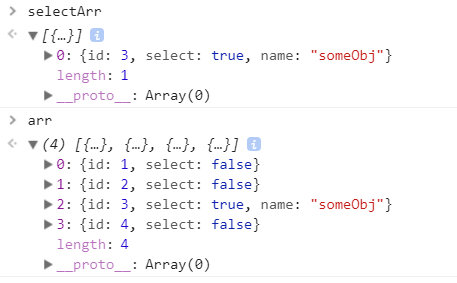 selectArr
[{…}] i
0: {id: 3, select: true, name: "someObj"}
length: 1
__proto__: Array(0)
arr
(4) [{…}, {…}, {…}, {…}] i
0: {id: 1, select: false}
1: {id: 2, select: false}
2: {id: 3, select: true, name: "someObj"}
3: {id: 4, select: false}
length: 4
__proto__: Array(0)